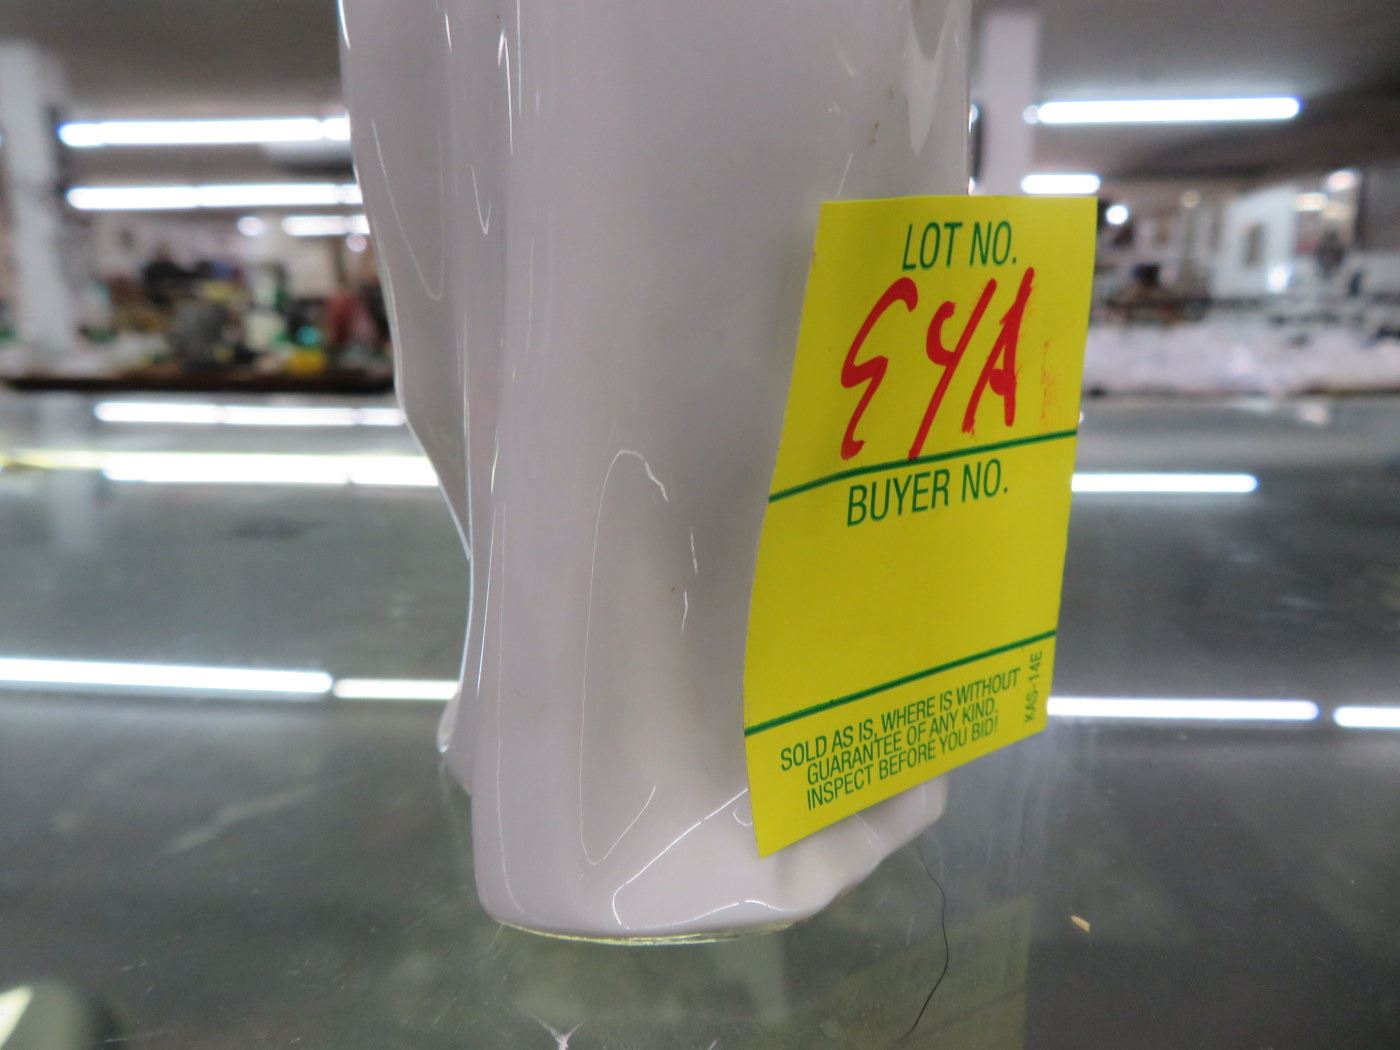 LOT NO.
94A
BUYER NO.
SOLD AS IS, WHERE IS WITHOUT
GUARANTEE OF ANY KIND.
INSPECT BEFORE YOU BID!
KAS-14E